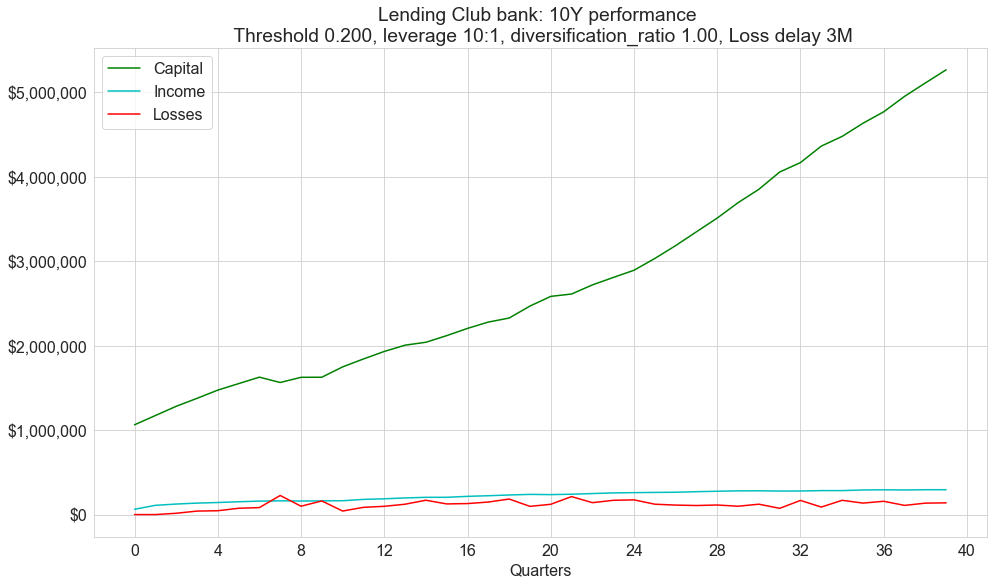 Lending Club bank: 10Y performance
Threshold 0.200, leverage 10:1, diversification_ratio 1.00, Loss delay 3M
Capital
Income
Losses
$5,000,000
$4,000,000
$3,000,000
$2,000,000
$1,000,000
$0
0 4 8 12 16 20 24 28 32 36 40
Quarters